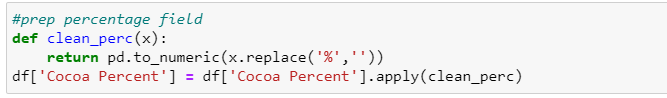 #prep percentage field
def clean_perc(x):
    return pd.to_numeric(x.replace('%',''))
df['Cocoa Percent'] = df['Cocoa Percent'].apply(clean_perc)